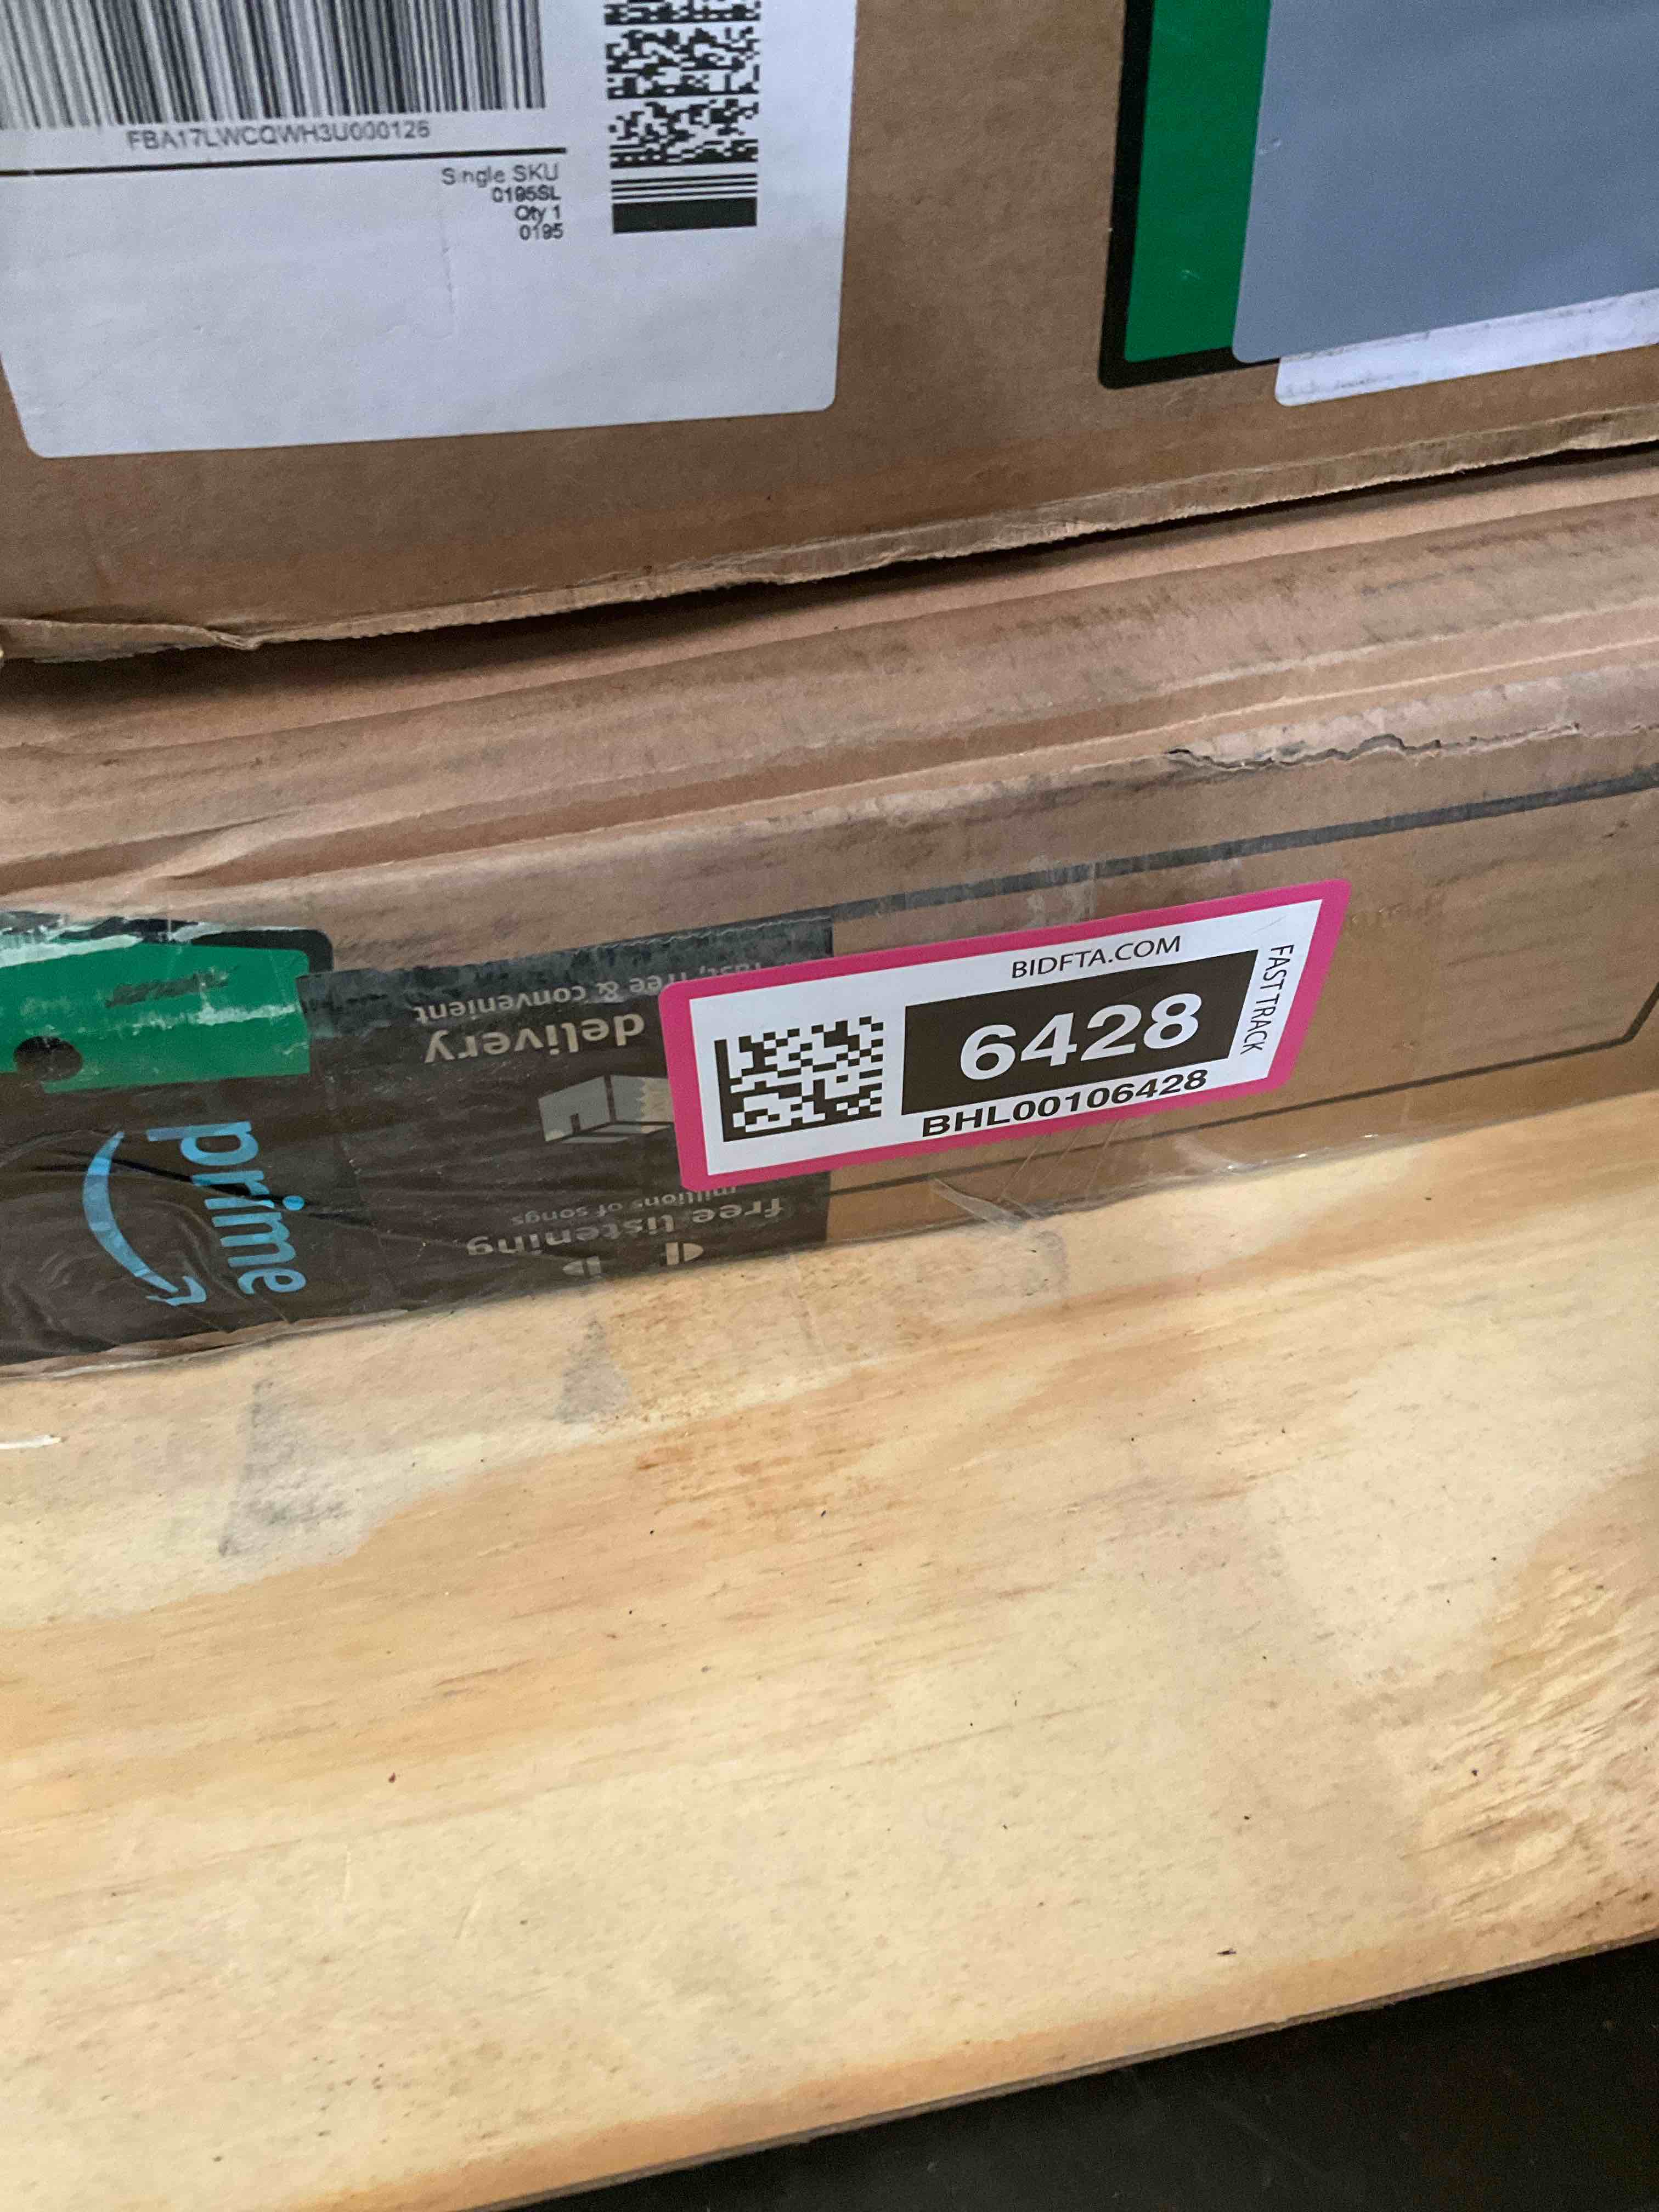 FBA17LWCQWH3U000126
Single SKU
0195SL
Qty 1
0195
BIDFTA.COM
6428
BHL00106428
FAST TRACK
free & convenient
delivery
prime
millions of songs
free listening